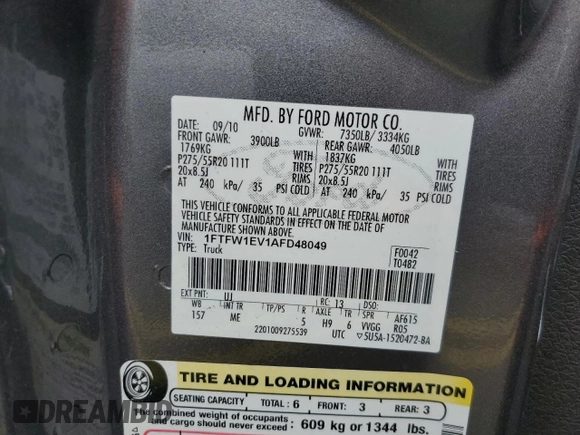 MFD. BY FORD MOTOR CO.
DATE: 09/10 GVWR: 7350LB/ 3334KG
FRONT GAWR: 3900LB REAR GAWR: 4050LB
1769KG WITH 1837KG WITH
P275/55R20 111T TIRES P275/55R20 111T TIRES
20x8.5J RIMS 20x8.5J RIMS
AT 240 kPa/ 35 PSI COLD AT 240 kPa/ 35 PSI COLD
THIS VEHICLE CONFORMS TO ALL APPLICABLE FEDERAL MOTOR
VEHICLE SAFETY STANDARDS IN EFFECT ON THE DATE OF
MANUFACTURE SHOWN ABOVE.
VIN: 1FTFW1EV1AFD48049 F0042
TYPE: Truck T0482
EXT PNT: UJ RC: 13 DSO:
WB INT TR TP/PS R AXLE TR SPR AF615
157 ME 5 H9 6 VVGG R05
2201009275539 UTC 5U5A-1520472-BA
TIRE AND LOADING INFORMATION
SEATING CAPACITY TOTAL: 6 FRONT: 3 REAR: 3
The combined weight of occupants
and cargo should never exceed: 609 kg or 1344 lbs.
DREAMBID